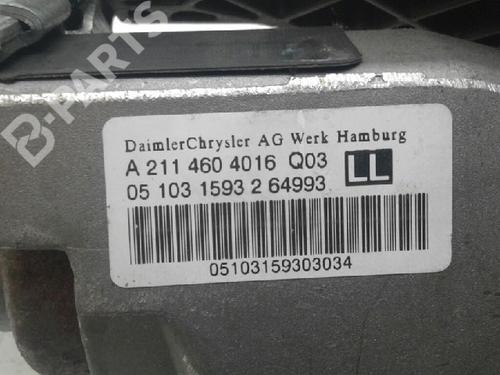 B-PARTS
DaimlerChrysler AG Werk Hamburg
A 211 460 4016 Q03 LL
05 103 1593 2 64993
05103159303034